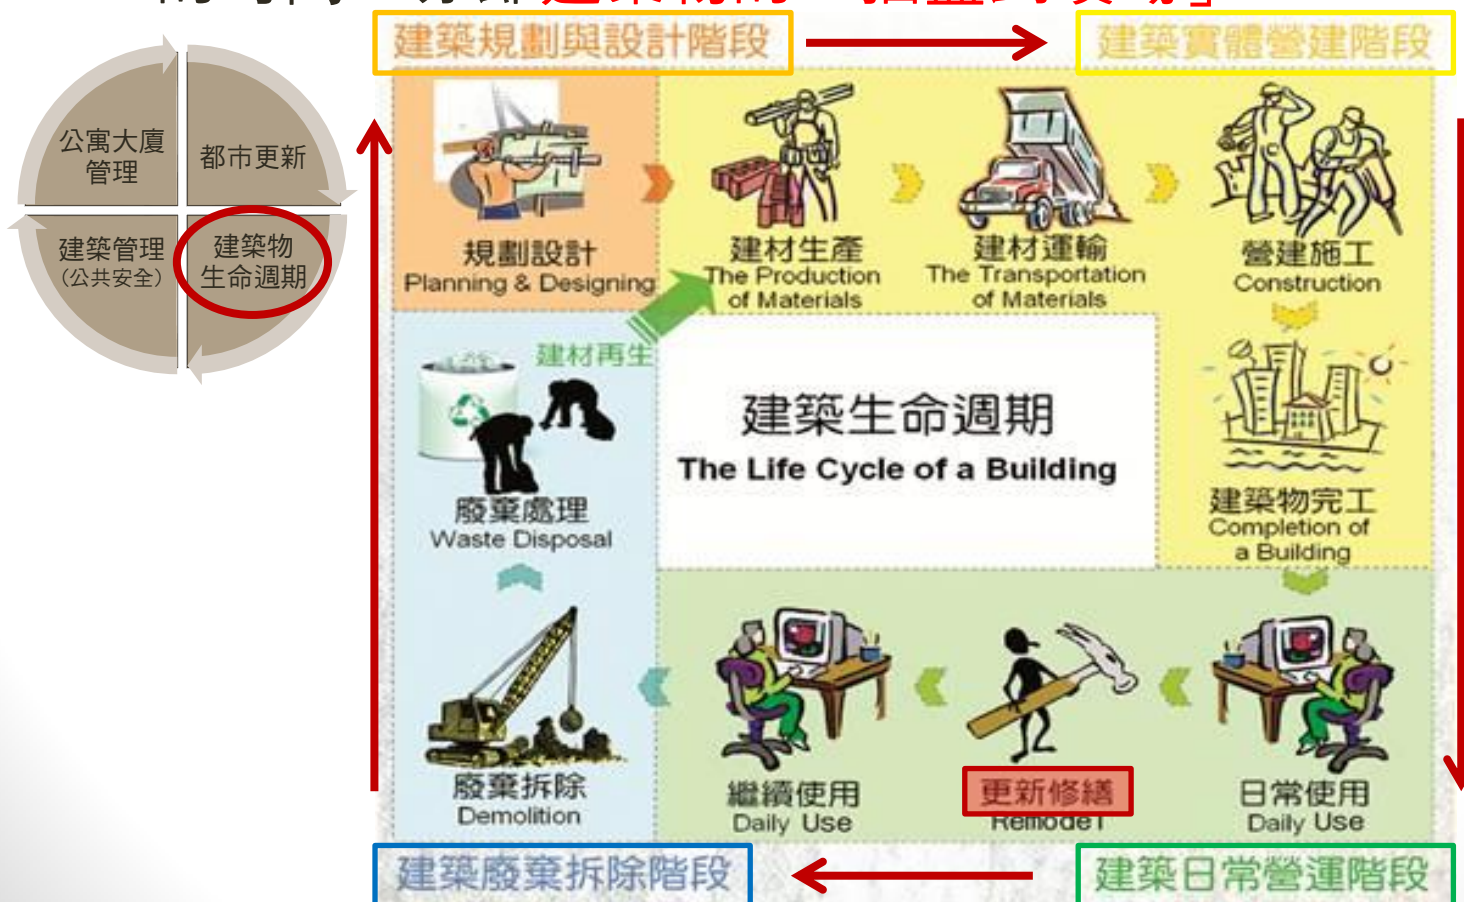 建築規劃與設計階段
建築實體營建階段
公寓大廈
管理
都市更新
建築管理
(公共安全)
建築物
生命週期
規劃設計
Planning & Designing
建材生產
The Production
of Materials
建材運輸
The Transportation
of Materials
營建施工
Construction
建材再生
建築生命週期
The Life Cycle of a Building
廢棄處理
Waste Disposal
建築物完工
Completion of
a Building
廢棄拆除
Demolition
繼續使用
Daily Use
更新修繕
Remodel
日常使用
Daily Use
建築廢棄拆除階段
建築日常營運階段